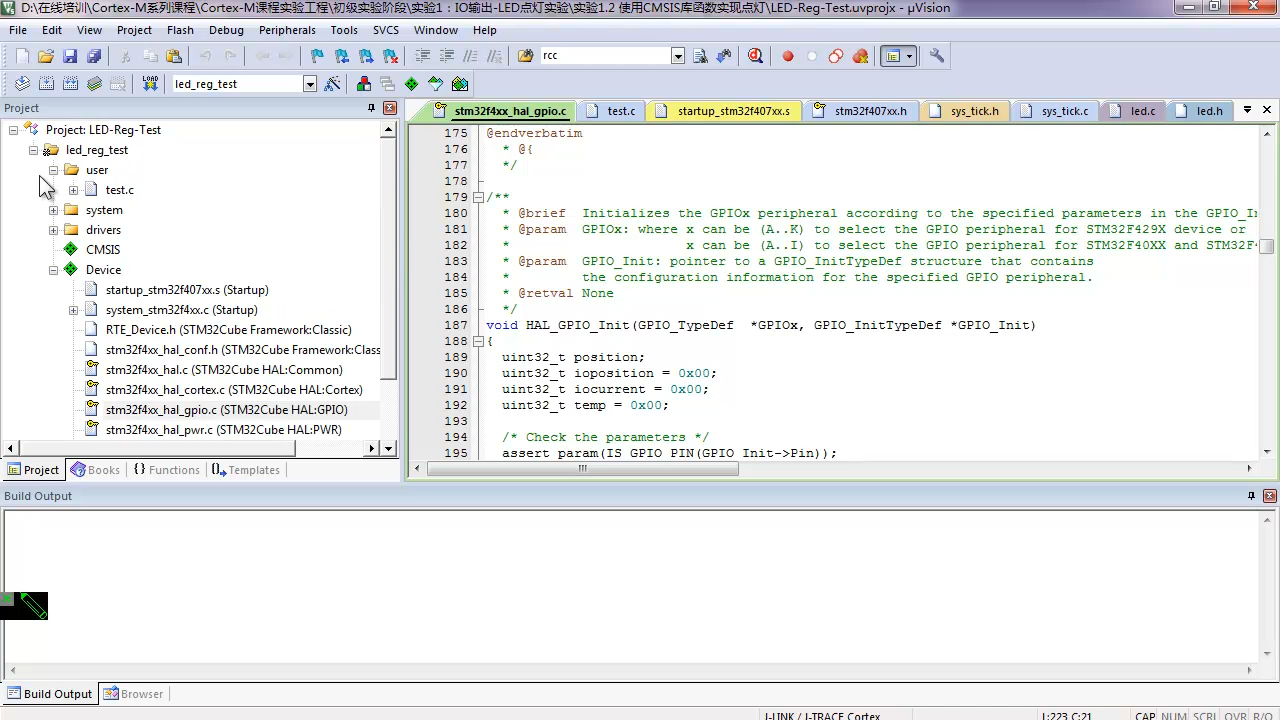 D:\在线培训\Cortex-M系列课程\Cortex-M课程实验工程\初级实验阶段\实验1：IO输出-LED点灯实验\实验1.2 使用CMSIS库函数实现点灯\LED-Reg-Test.uvprojx - µVision
File Edit View Project Flash Debug Peripherals Tools SVCS Window Help
rcc
LOAD led_reg_test
Project
stm32f4xx_hal_gpio.c test.c startup_stm32f407xx.s stm32f407xx.h sys_tick.h sys_tick.c led.c led.h
Project: LED-Reg-Test
led_reg_test
user
test.c
system
drivers
CMSIS
Device
startup_stm32f407xx.s (Startup)
system_stm32f4xx.c (Startup)
RTE_Device.h (STM32Cube Framework:Classic)
stm32f4xx_hal_conf.h (STM32Cube Framework:Class
stm32f4xx_hal.c (STM32Cube HAL:Common)
stm32f4xx_hal_cortex.c (STM32Cube HAL:Cortex)
stm32f4xx_hal_gpio.c (STM32Cube HAL:GPIO)
stm32f4xx_hal_pwr.c (STM32Cube HAL:PWR)
Project Books Functions Templates
175 @endverbatim
176 * @{
177 */
178
179 /**
180 * @brief Initializes the GPIOx peripheral according to the specified parameters in the GPIO_I
181 * @param GPIOx: where x can be (A..K) to select the GPIO peripheral for STM32F429X device or
182 * x can be (A..I) to select the GPIO peripheral for STM32F40XX and STM32F
183 * @param GPIO_Init: pointer to a GPIO_InitTypeDef structure that contains
184 * the configuration information for the specified GPIO peripheral.
185 * @retval None
186 */
187 void HAL_GPIO_Init(GPIO_TypeDef *GPIOx, GPIO_InitTypeDef *GPIO_Init)
188 {
189 uint32_t position;
190 uint32_t ioposition = 0x00;
191 uint32_t iocurrent = 0x00;
192 uint32_t temp = 0x00;
193
194 /* Check the parameters */
195 assert_param(IS_GPIO_PIN(GPIO_Init->Pin));
Build Output
Build Output Browser
J-LINK / J-TRACE Cortex L:223 C:21 CAP NUM SCRL OVR R/O